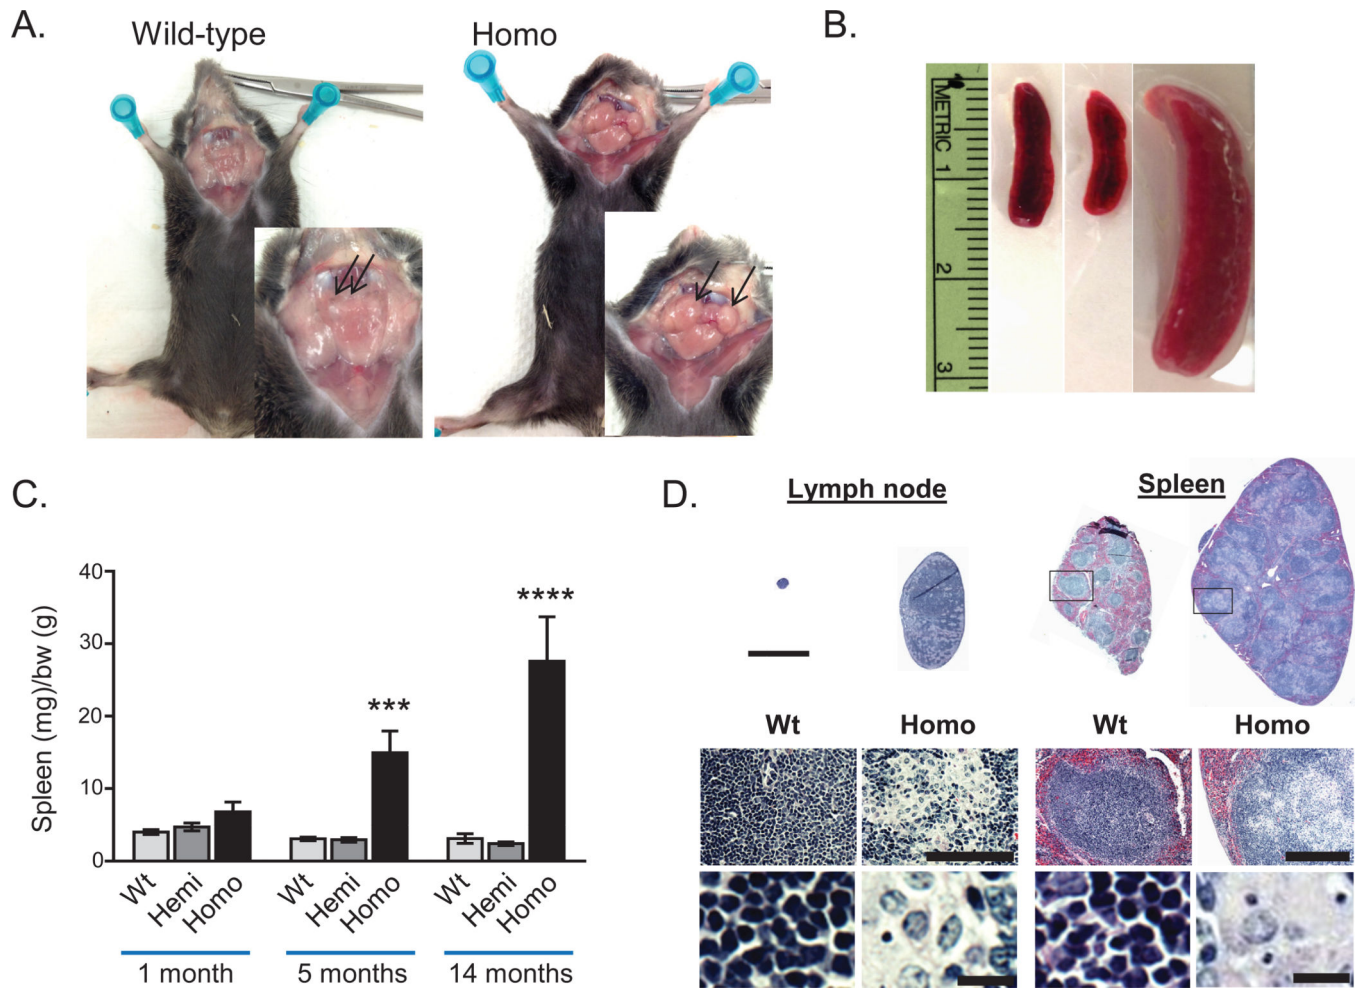 A.
Wild-type
Homo
B.
METRIC 1
2
3
1
C.
Spleen (mg)/bw (g)
40
30
20
10
0
***
****
Wt
Hemi
Homo
Wt
Hemi
Homo
Wt
Hemi
Homo
1 month
5 months
14 months
D.
Lymph node
Spleen
Wt
Homo
Wt
Homo